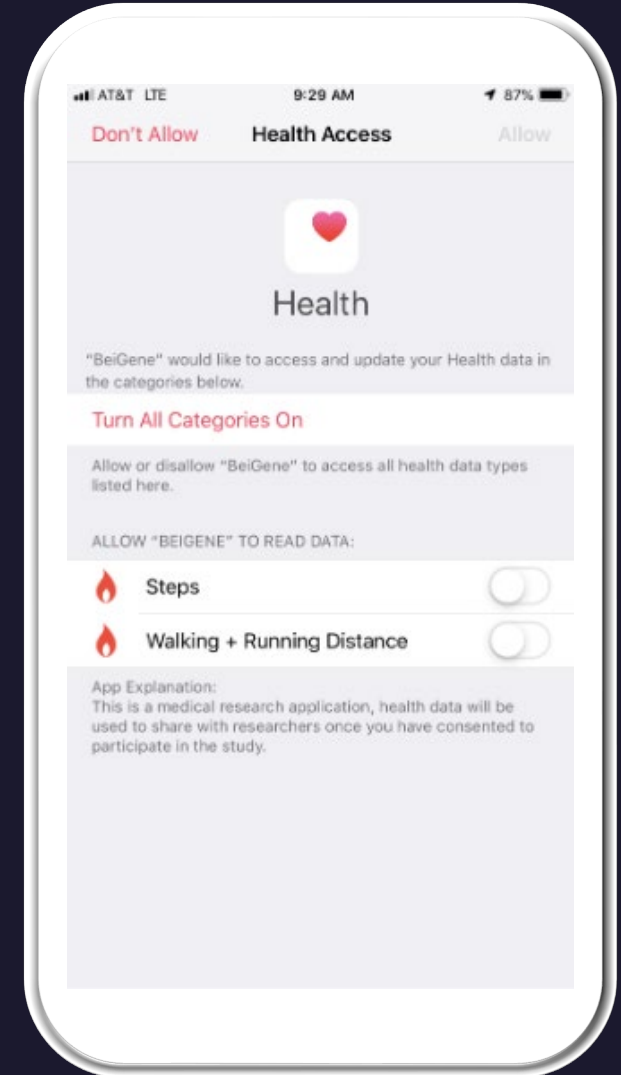 AT&T LTE 9:29 AM 87%
Don't Allow Health Access Allow
Health
"BeiGene" would like to access and update your Health data in
the categories below.
Turn All Categories On
Allow or disallow "BeiGene" to access all health data types
listed here.
ALLOW "BEIGENE" TO READ DATA:
Steps
Walking + Running Distance
App Explanation:
This is a medical research application, health data will be
used to share with researchers once you have consented to
participate in the study.